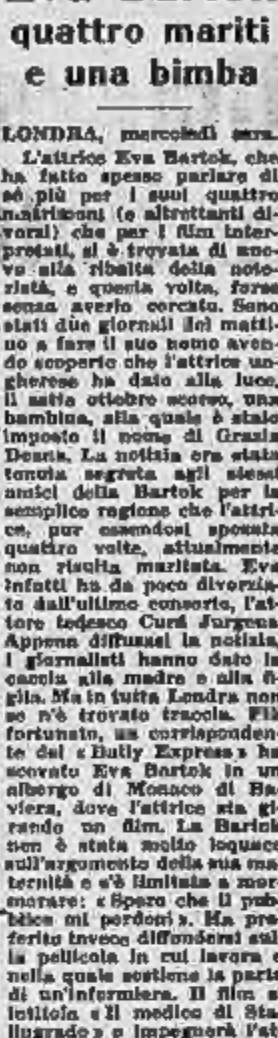 quattro mariti
e una bimba
LONDRA, mercoledì sera.
L'attrice Eva Bartok, che
ha fatto spesso parlare di
sé più per i suoi quattro
matrimoni (e altrettanti di-
vorzi) che per i film inter-
pretati, si è trovata di nuo-
vo alla ribalta della noto-
rietà, e questa volta, forse
senza averlo cercato. Sono
stati due giornali del matti-
no a fare il suo nome aven-
do scoperto che l'attrice un-
gherese ha dato alla luce,
il sette ottobre scorso, una
bambina, alla quale è stato
imposto il nome di Grazia
Deana. La notizia era stata
tenuta segreta agli stessi
amici della Bartok per la
semplice ragione che l'attri-
ce, pur essendosi sposata
quattro volte, attualmente
non risulta maritata. Eva
infatti ha da poco divorzia-
to dall'ultimo consorte, l'at-
tore tedesco Curd Jurgens
Appena diffusasi la notizia,
i giornalisti hanno dato la
caccia alla madre e alla fi-
glia. Ma in tutta Londra non
se n'è trovato traccia. Più
fortunato, un corrisponden-
te del «Daily Express» ha
scovato Eva Bartok in un
albergo di Monaco di Ba-
viera, dove l'attrice sta gi-
rando un film. La Bartok
non è stata molto loquace
sull'argomento della sua ma-
ternità e s'è limitata a mor-
morare: «Spero che il pub-
blico mi perdoni». Ha pre-
ferito invece diffondersi sul-
la pellicola in cui lavora e
nella quale sostiene la parte
di un'infermiera. Il film si
intitola «Il medico di Sta-
lingrado» e impegnerà l'at